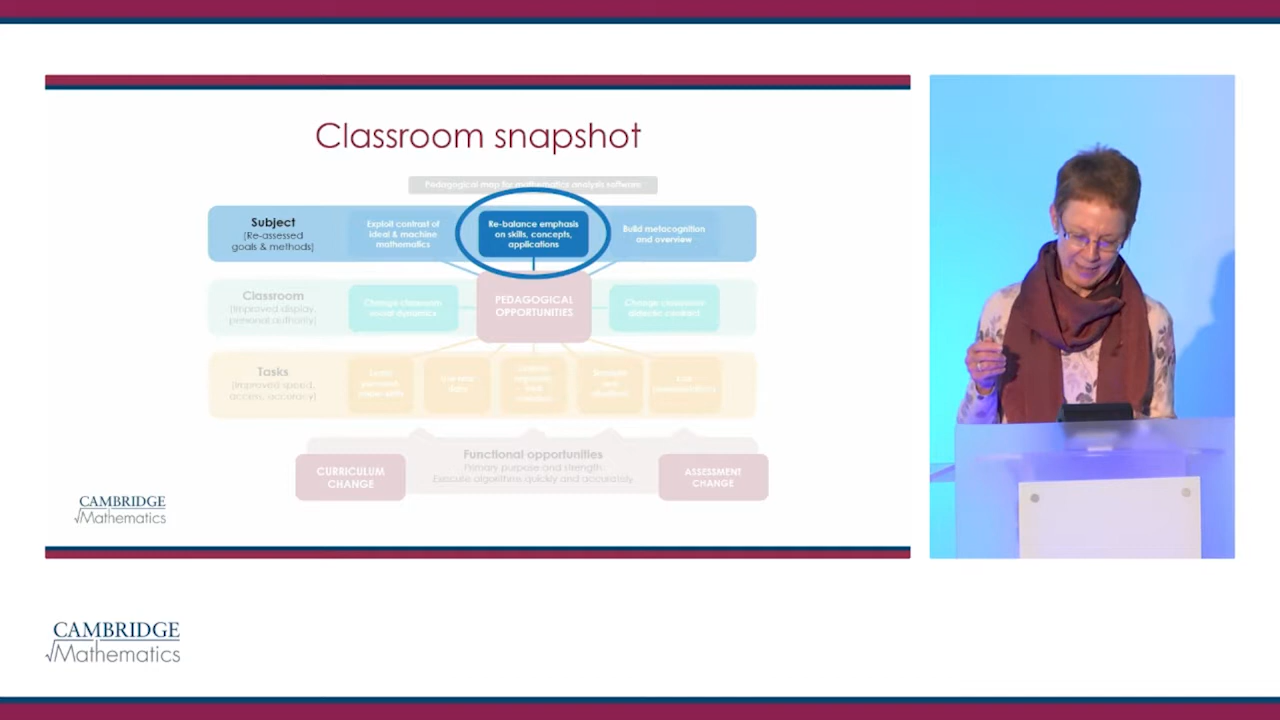 Classroom snapshot
Pedagogical map for mathematics analysis software
Subject
(Re-assessed
goals & methods)
Exploit contrast of
ideal & machine
mathematics
Re-balance emphasis
on skills, concepts,
applications
Build metacognition
and overview
Classroom
(Improved display,
personal authority)
Change classroom
social dynamics
PEDAGOGICAL
OPPORTUNITIES
Change classroom
didactic contract
Tasks
(Improved speed,
access, accuracy)
Functional opportunities
Primary purpose and strength:
Execute algorithms quickly and accurately
CURRICULUM
CHANGE
ASSESSMENT
CHANGE
CAMBRIDGE
Mathematics
CAMBRIDGE
Mathematics